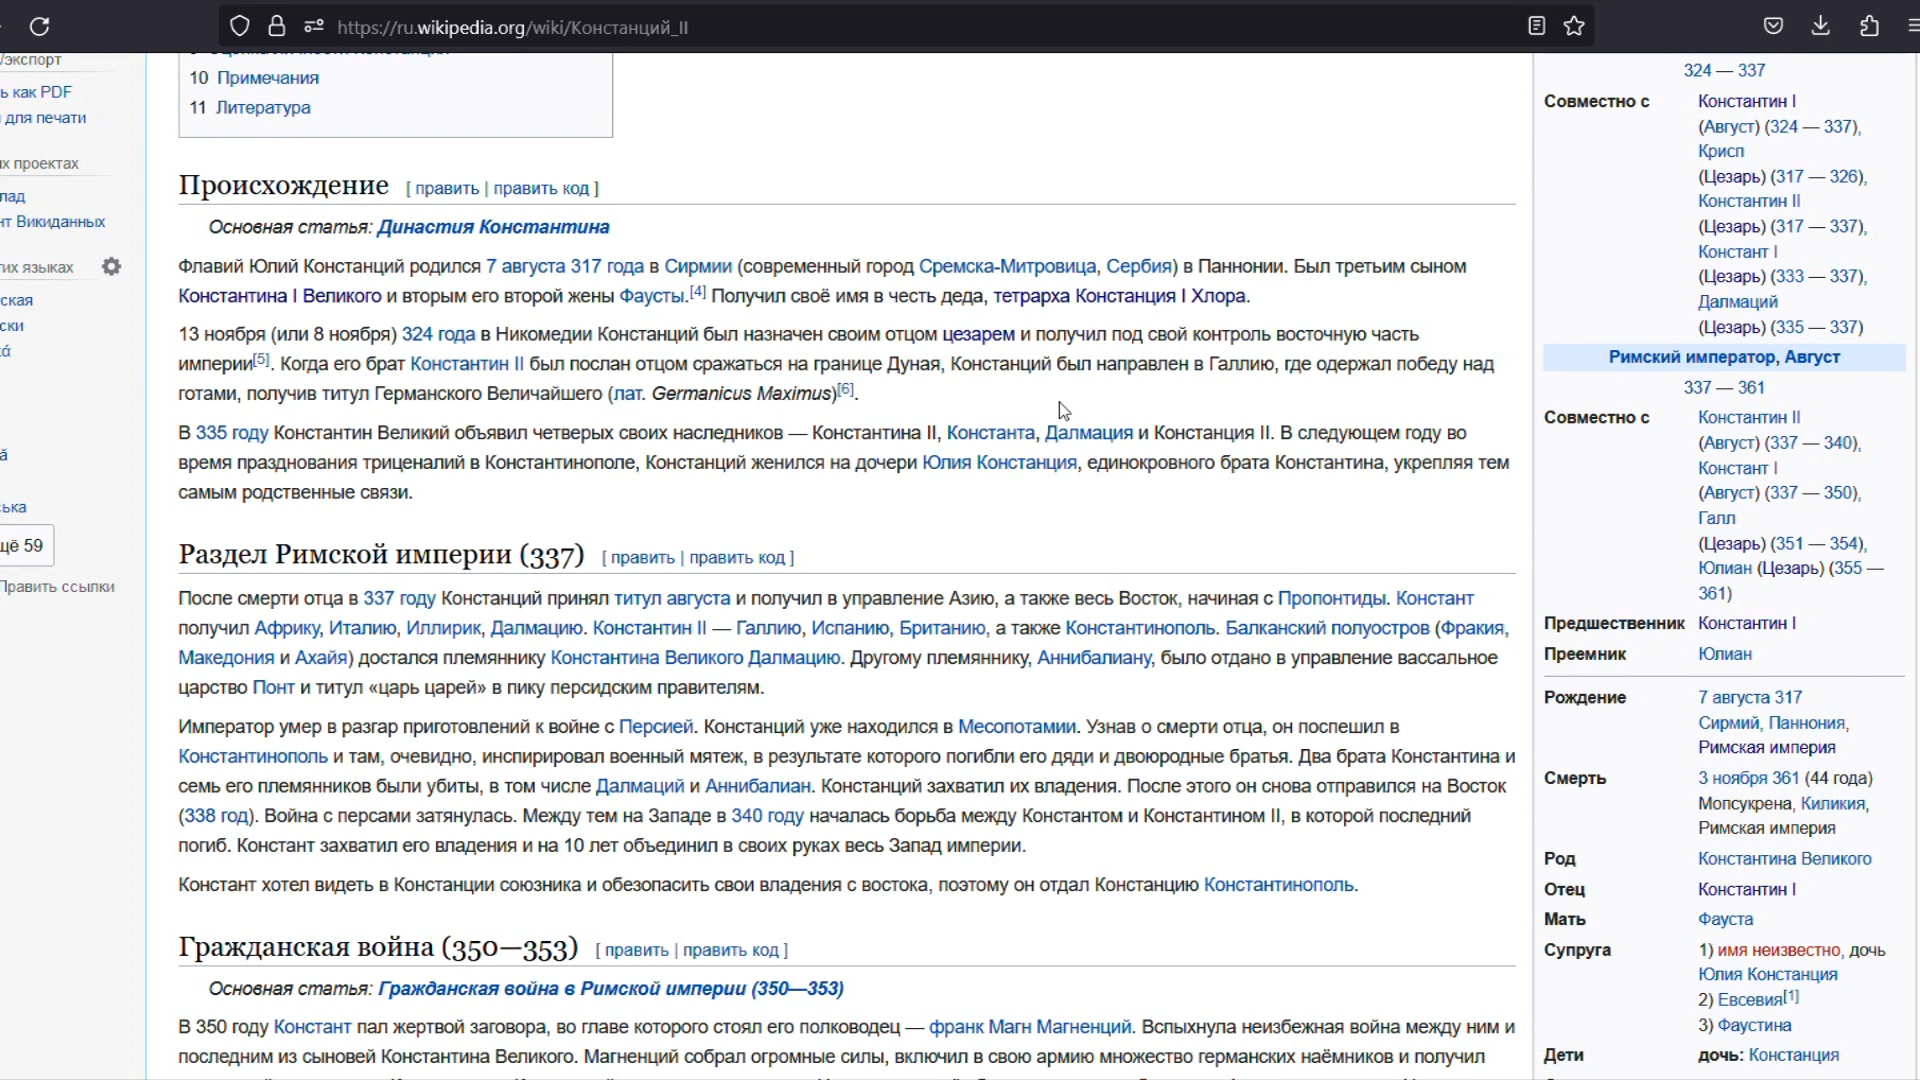 https://ru.wikipedia.org/wiki/Констанций_II
/экспорт
ь как PDF
для печати
х проектах
пад
нт Викиданных
гих языках
ская
ски
ä
ська
щё 59
Править ссылки
10 Примечания
11 Литература
Происхождение [ править | править код ]
Основная статья: Династия Константина
Флавий Юлий Констанций родился 7 августа 317 года в Сирмии (современный город Сремска-Митровица, Сербия) в Паннонии. Был третьим сыном
Константина I Великого и вторым его второй жены Фаусты.[4] Получил своё имя в честь деда, тетрарха Констанция I Хлора.
13 ноября (или 8 ноября) 324 года в Никомедии Констанций был назначен своим отцом цезарем и получил под свой контроль восточную часть
империи[5]. Когда его брат Константин II был послан отцом сражаться на границе Дуная, Констанций был направлен в Галлию, где одержал победу над
готами, получив титул Германского Величайшего (лат. Germanicus Maximus)[6].
В 335 году Константин Великий объявил четверых своих наследников — Константина II, Константа, Далмация и Констанция II. В следующем году во
время празднования триценалий в Константинополе, Констанций женился на дочери Юлия Констанция, единокровного брата Константина, укрепляя тем
самым родственные связи.
Раздел Римской империи (337) [ править | править код ]
После смерти отца в 337 году Констанций принял титул августа и получил в управление Азию, а также весь Восток, начиная с Пропонтиды. Констант
получил Африку, Италию, Иллирик, Далмацию. Константин II — Галлию, Испанию, Британию, а также Константинополь. Балканский полуостров (Фракия,
Македония и Ахайя) достался племяннику Константина Великого Далмацию. Другому племяннику, Аннибалиану, было отдано в управление вассальное
царство Понт и титул «царь царей» в пику персидским правителям.
Император умер в разгар приготовлений к войне с Персией. Констанций уже находился в Месопотамии. Узнав о смерти отца, он поспешил в
Константинополь и там, очевидно, инспирировал военный мятеж, в результате которого погибли его дяди и двоюродные братья. Два брата Константина и
семь его племянников были убиты, в том числе Далмаций и Аннибалиан. Констанций захватил их владения. После этого он снова отправился на Восток
(338 год). Война с персами затянулась. Между тем на Западе в 340 году началась борьба между Константом и Константином II, в которой последний
погиб. Констант захватил его владения и на 10 лет объединил в своих руках весь Запад империи.
Констант хотел видеть в Констанции союзника и обезопасить свои владения с востока, поэтому он отдал Констанцию Константинополь.
Гражданская война (350—353) [ править | править код ]
Основная статья: Гражданская война в Римской империи (350—353)
В 350 году Констант пал жертвой заговора, во главе которого стоял его полководец — франк Магн Магненций. Вспыхнула неизбежная война между ним и
последним из сыновей Константина Великого. Магненций собрал огромные силы, включил в свою армию множество германских наёмников и получил
324 — 337
Совместно с Константин I
(Август) (324 — 337),
Крисп
(Цезарь) (317 — 326),
Константин II
(Цезарь) (317 — 337),
Констант I
(Цезарь) (333 — 337),
Далмаций
(Цезарь) (335 — 337)
Римский император, Август
337 — 361
Совместно с Константин II
(Август) (337 — 340),
Констант I
(Август) (337 — 350),
Галл
(Цезарь) (351 — 354),
Юлиан (Цезарь) (355 —
361)
Предшественник Константин I
Преемник Юлиан
Рождение 7 августа 317
Сирмий, Паннония,
Римская империя
Смерть 3 ноября 361 (44 года)
Мопсукрена, Киликия,
Римская империя
Род Константина Великого
Отец Константин I
Мать Фауста
Супруга 1) имя неизвестно, дочь
Юлия Констанция
2) Евсевия[1]
3) Фаустина
Дети дочь: Констанция